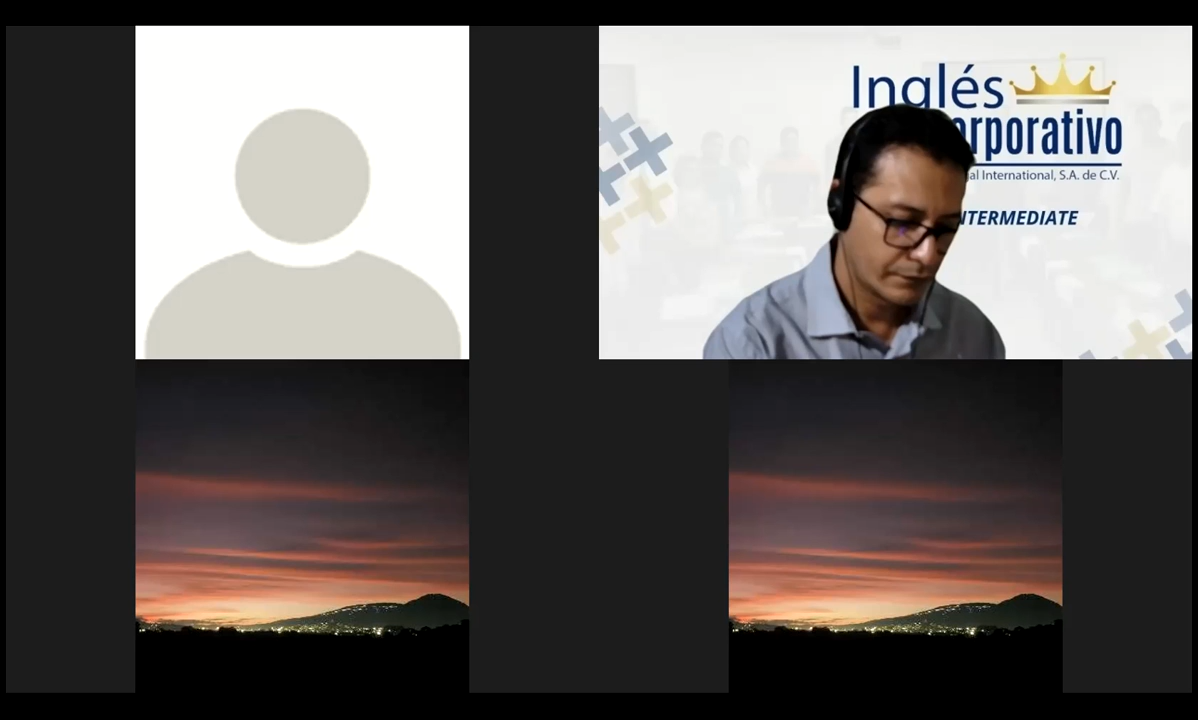 Inglés
orporativo
al International, S.A. de C.V.
NTERMEDIATE